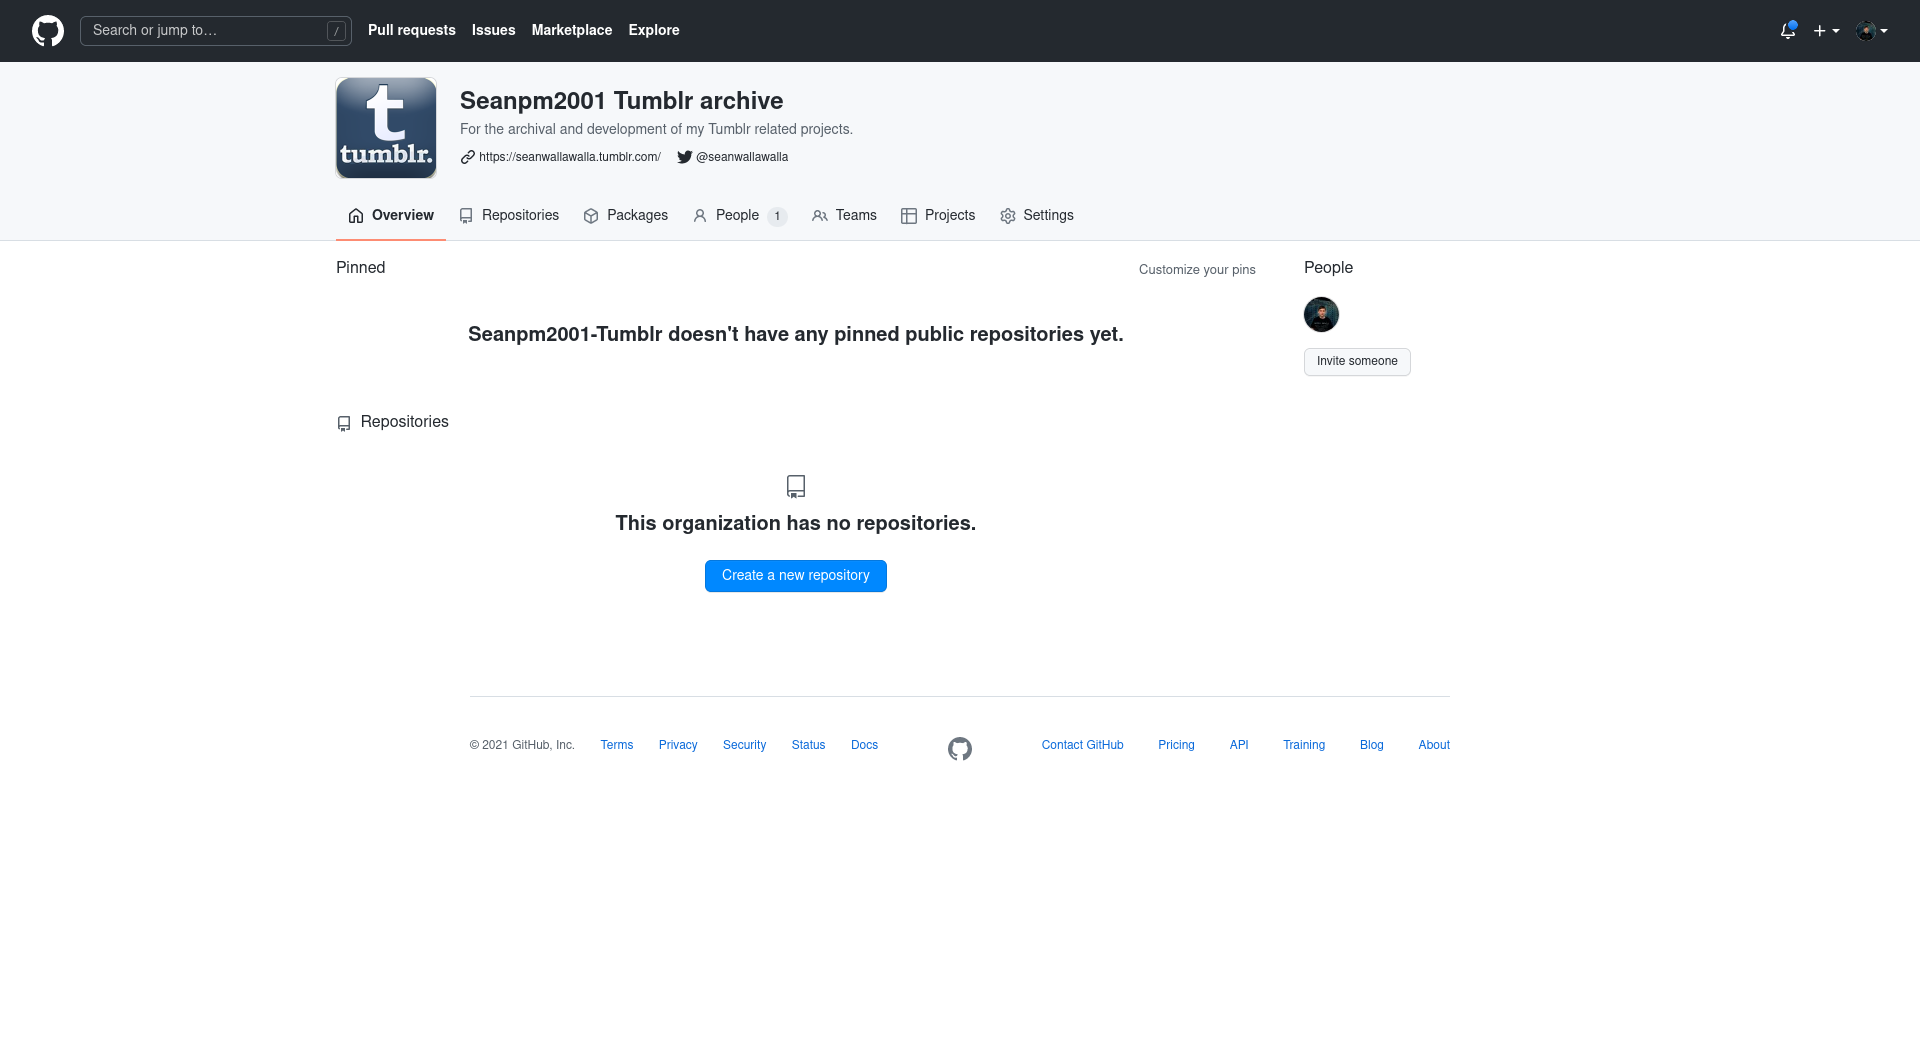 Search or jump to… /
Pull requests Issues Marketplace Explore
t
tumblr.
Seanpm2001 Tumblr archive
For the archival and development of my Tumblr related projects.
https://seanwallawalla.tumblr.com/ @seanwallawalla
Overview Repositories Packages People 1 Teams Projects Settings
Pinned Customize your pins People
Seanpm2001-Tumblr doesn't have any pinned public repositories yet.
Invite someone
Repositories
This organization has no repositories.
Create a new repository
© 2021 GitHub, Inc. Terms Privacy Security Status Docs Contact GitHub Pricing API Training Blog About